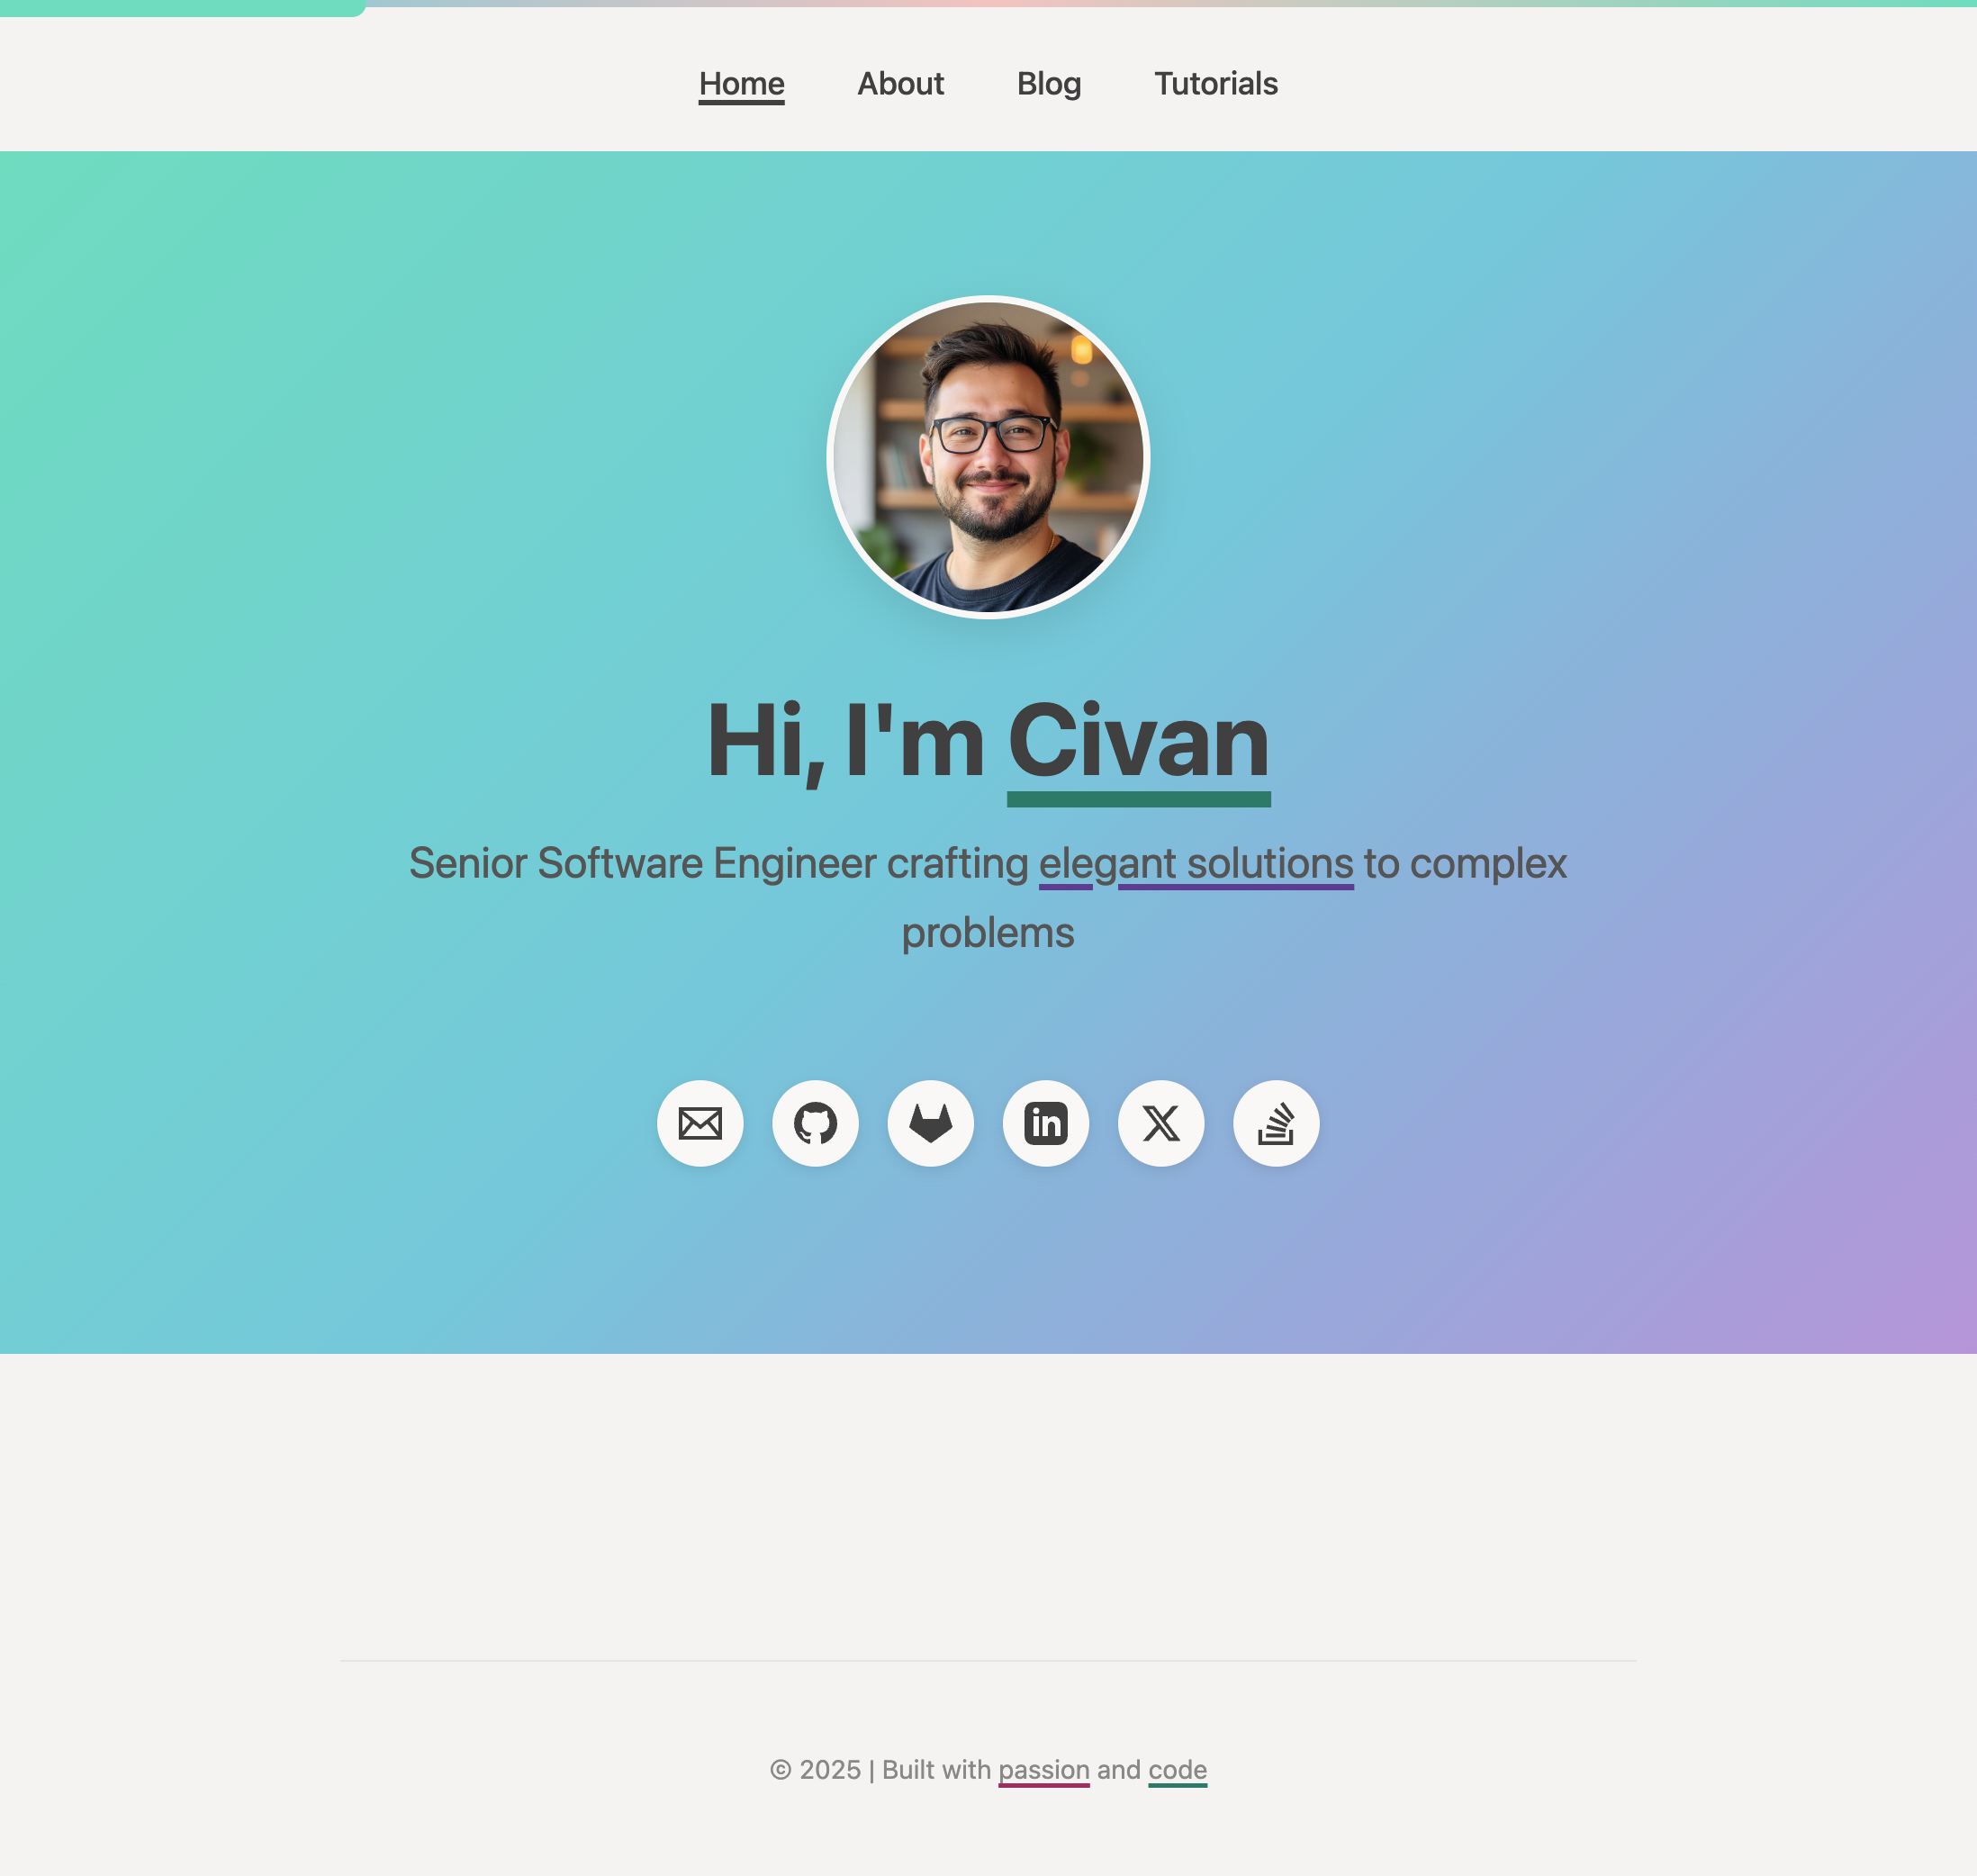 Home About Blog Tutorials
Hi, I'm Civan
Senior Software Engineer crafting elegant solutions to complex
problems
in
X
© 2025 | Built with passion and code